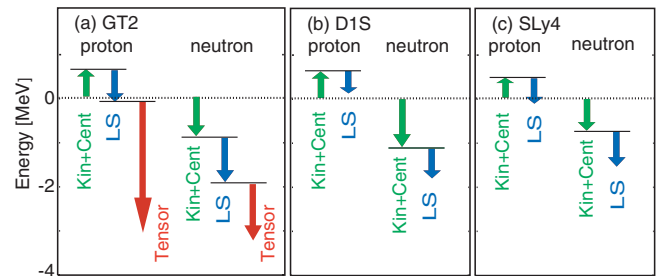 (a) GT2
proton
neutron
(b) D1S
proton
neutron
(c) SLy4
proton
neutron
Energy [MeV]
0
-2
-4
Kin+Cent
LS
Tensor
Kin+Cent
LS
Tensor
Kin+Cent
LS
Kin+Cent
LS
Kin+Cent
LS
Kin+Cent
LS